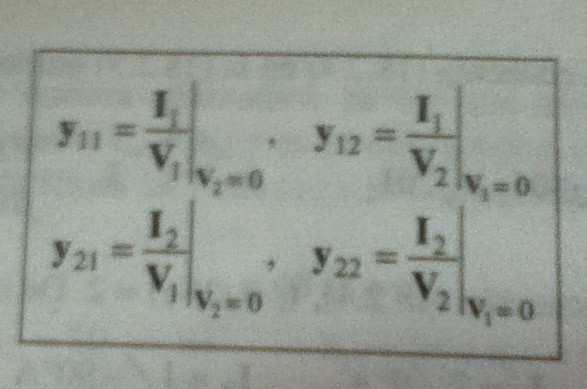 y₁₁ = I₁/V₁ |V₂=0 , y₁₂ = I₁/V₂ |V₁=0
y₂₁ = I₂/V₁ |V₂=0 , y₂₂ = I₂/V₂ |V₁=0